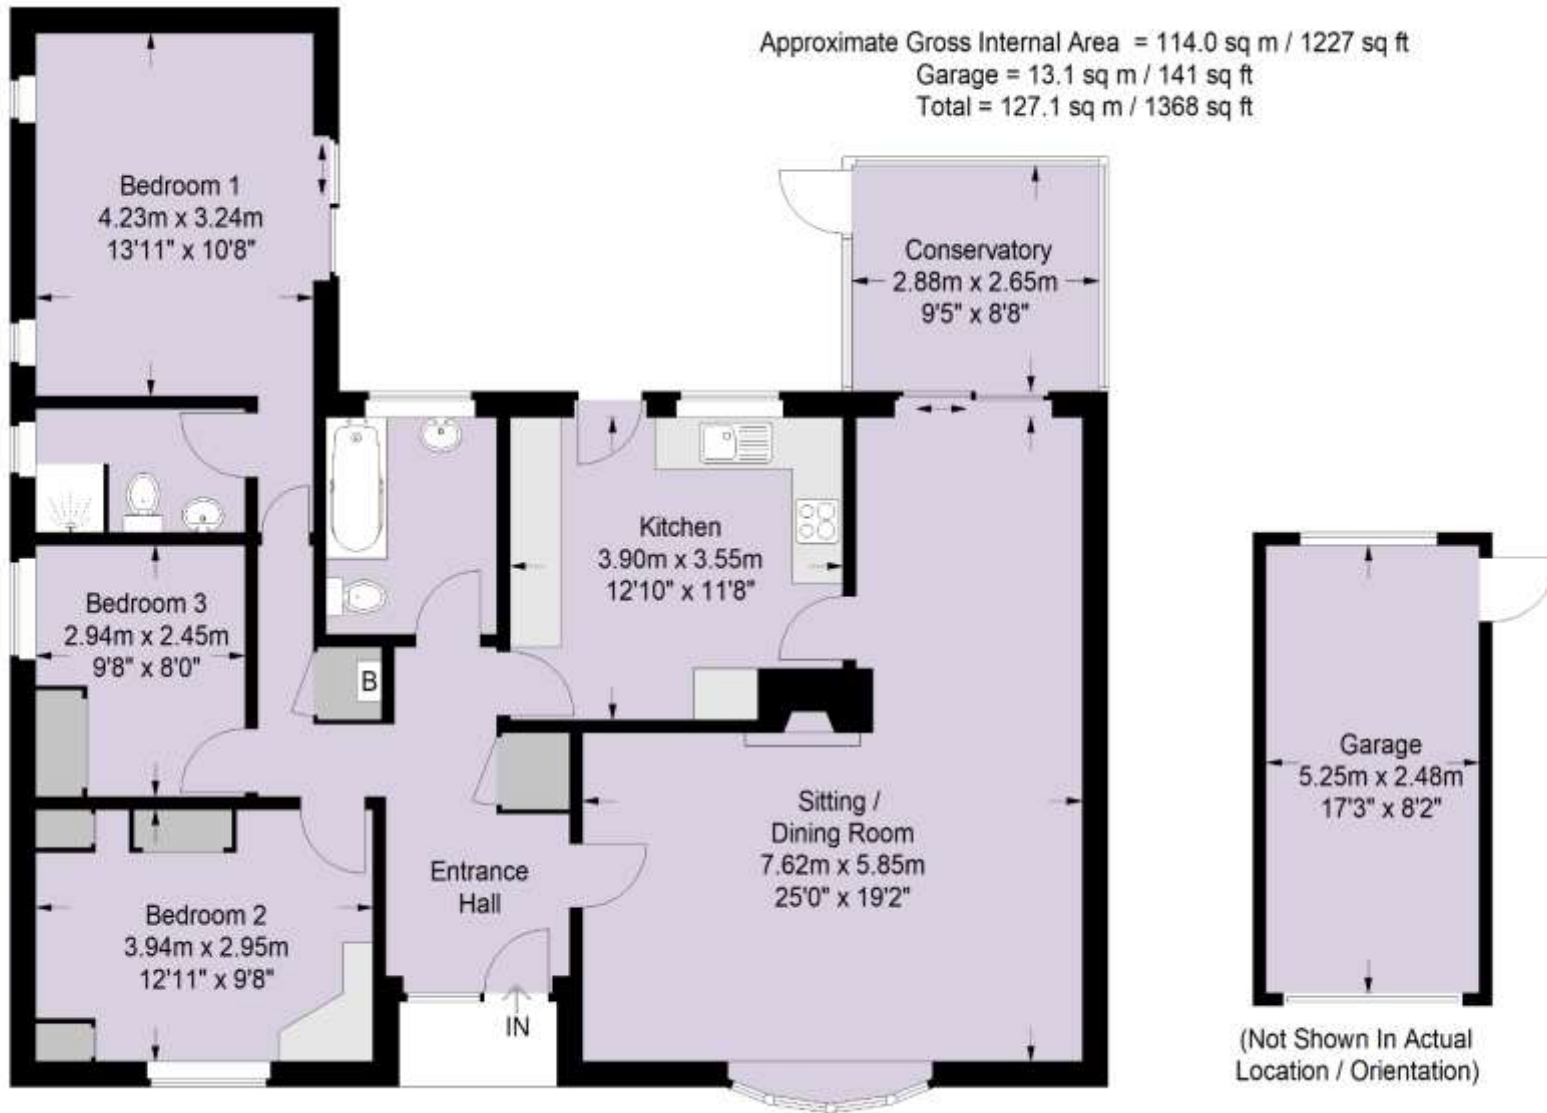 Approximate Gross Internal Area = 114.0 sq m / 1227 sq ft
Garage = 13.1 sq m / 141 sq ft
Total = 127.1 sq m / 1368 sq ft
Bedroom 1
4.23m x 3.24m
13'11" x 10'8"
Conservatory
2.88m x 2.65m
9'5" x 8'8"
Kitchen
3.90m x 3.55m
12'10" x 11'8"
Bedroom 3
2.94m x 2.45m
9'8" x 8'0"
B
Sitting /
Dining Room
7.62m x 5.85m
25'0" x 19'2"
Entrance
Hall
Bedroom 2
3.94m x 2.95m
12'11" x 9'8"
IN
Garage
5.25m x 2.48m
17'3" x 8'2"
(Not Shown In Actual
Location / Orientation)